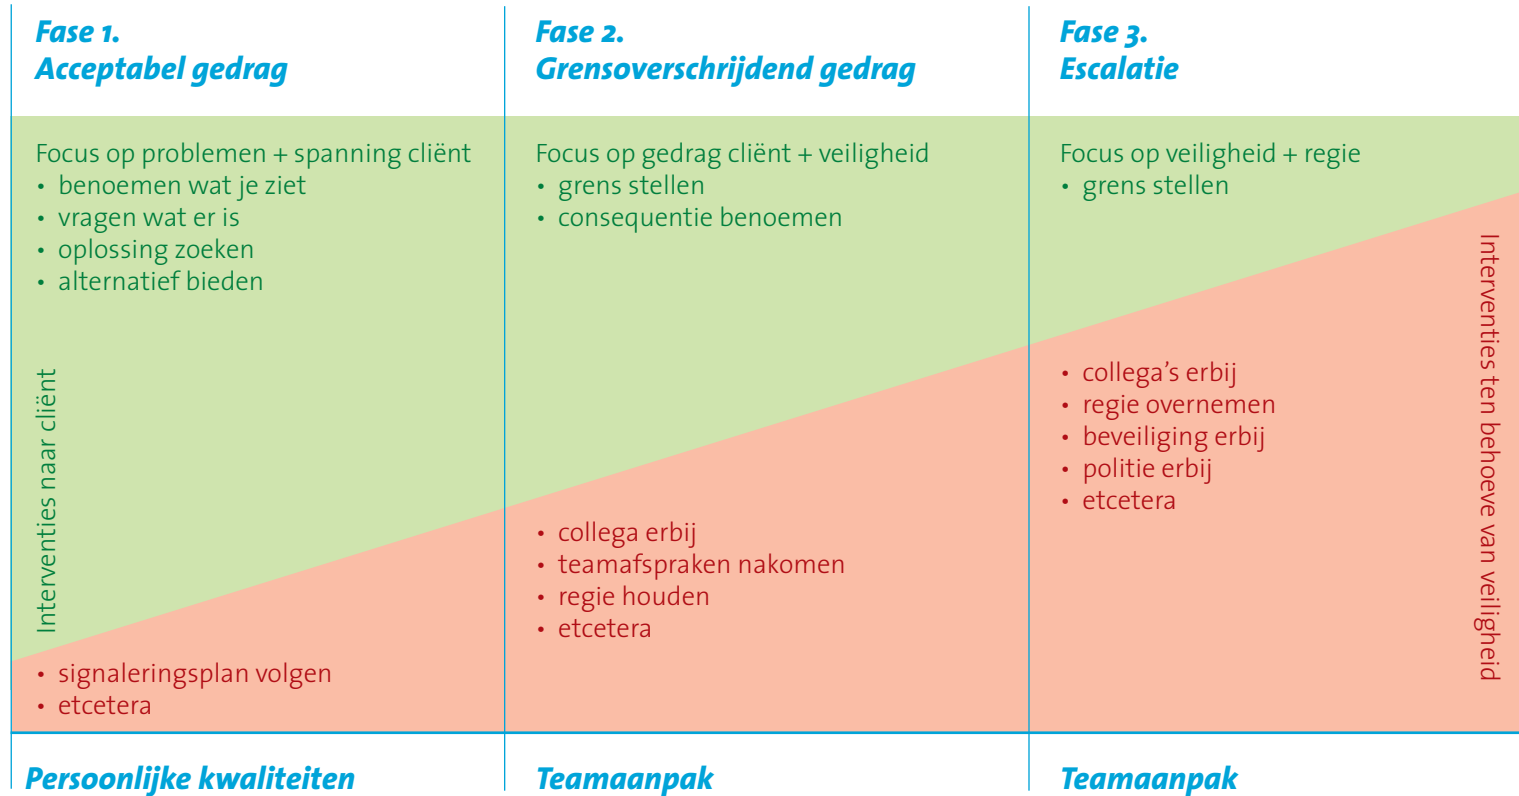 Fase 1.
Acceptabel gedrag
Focus op problemen + spanning cliënt
• benoemen wat je ziet
• vragen wat er is
• oplossing zoeken
• alternatief bieden
Interventies naar cliënt
• signaleringsplan volgen
• etcetera
Persoonlijke kwaliteiten
Fase 2.
Grensoverschrijdend gedrag
Focus op gedrag cliënt + veiligheid
• grens stellen
• consequentie benoemen
• collega erbij
• teamafspraken nakomen
• regie houden
• etcetera
Teamaanpak
Fase 3.
Escalatie
Focus op veiligheid + regie
• grens stellen
• collega’s erbij
• regie overnemen
• beveiliging erbij
• politie erbij
• etcetera
Interventies ten behoeve van veiligheid
Teamaanpak